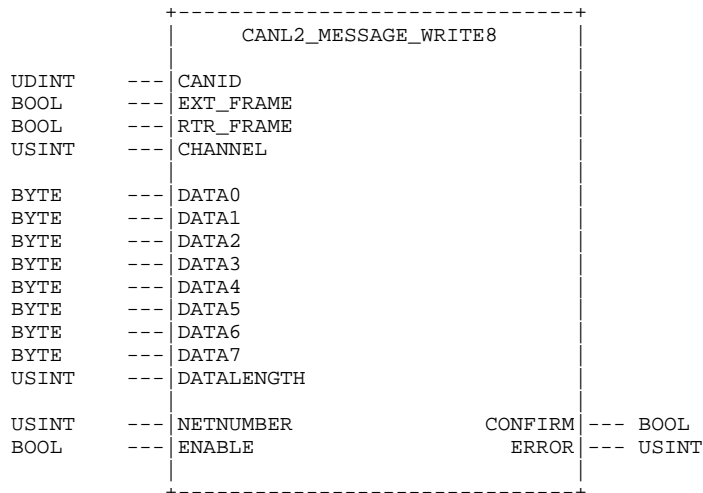 +-------------------------------+
| CANL2_MESSAGE_WRITE8 |
| |
UDINT ---|CANID |
BOOL ---|EXT_FRAME |
BOOL ---|RTR_FRAME |
USINT ---|CHANNEL |
| |
BYTE ---|DATA0 |
BYTE ---|DATA1 |
BYTE ---|DATA2 |
BYTE ---|DATA3 |
BYTE ---|DATA4 |
BYTE ---|DATA5 |
BYTE ---|DATA6 |
BYTE ---|DATA7 |
USINT ---|DATALENGTH |
| |
USINT ---|NETNUMBER CONFIRM|--- BOOL
BOOL ---|ENABLE ERROR|--- USINT
| |
+-------------------------------+